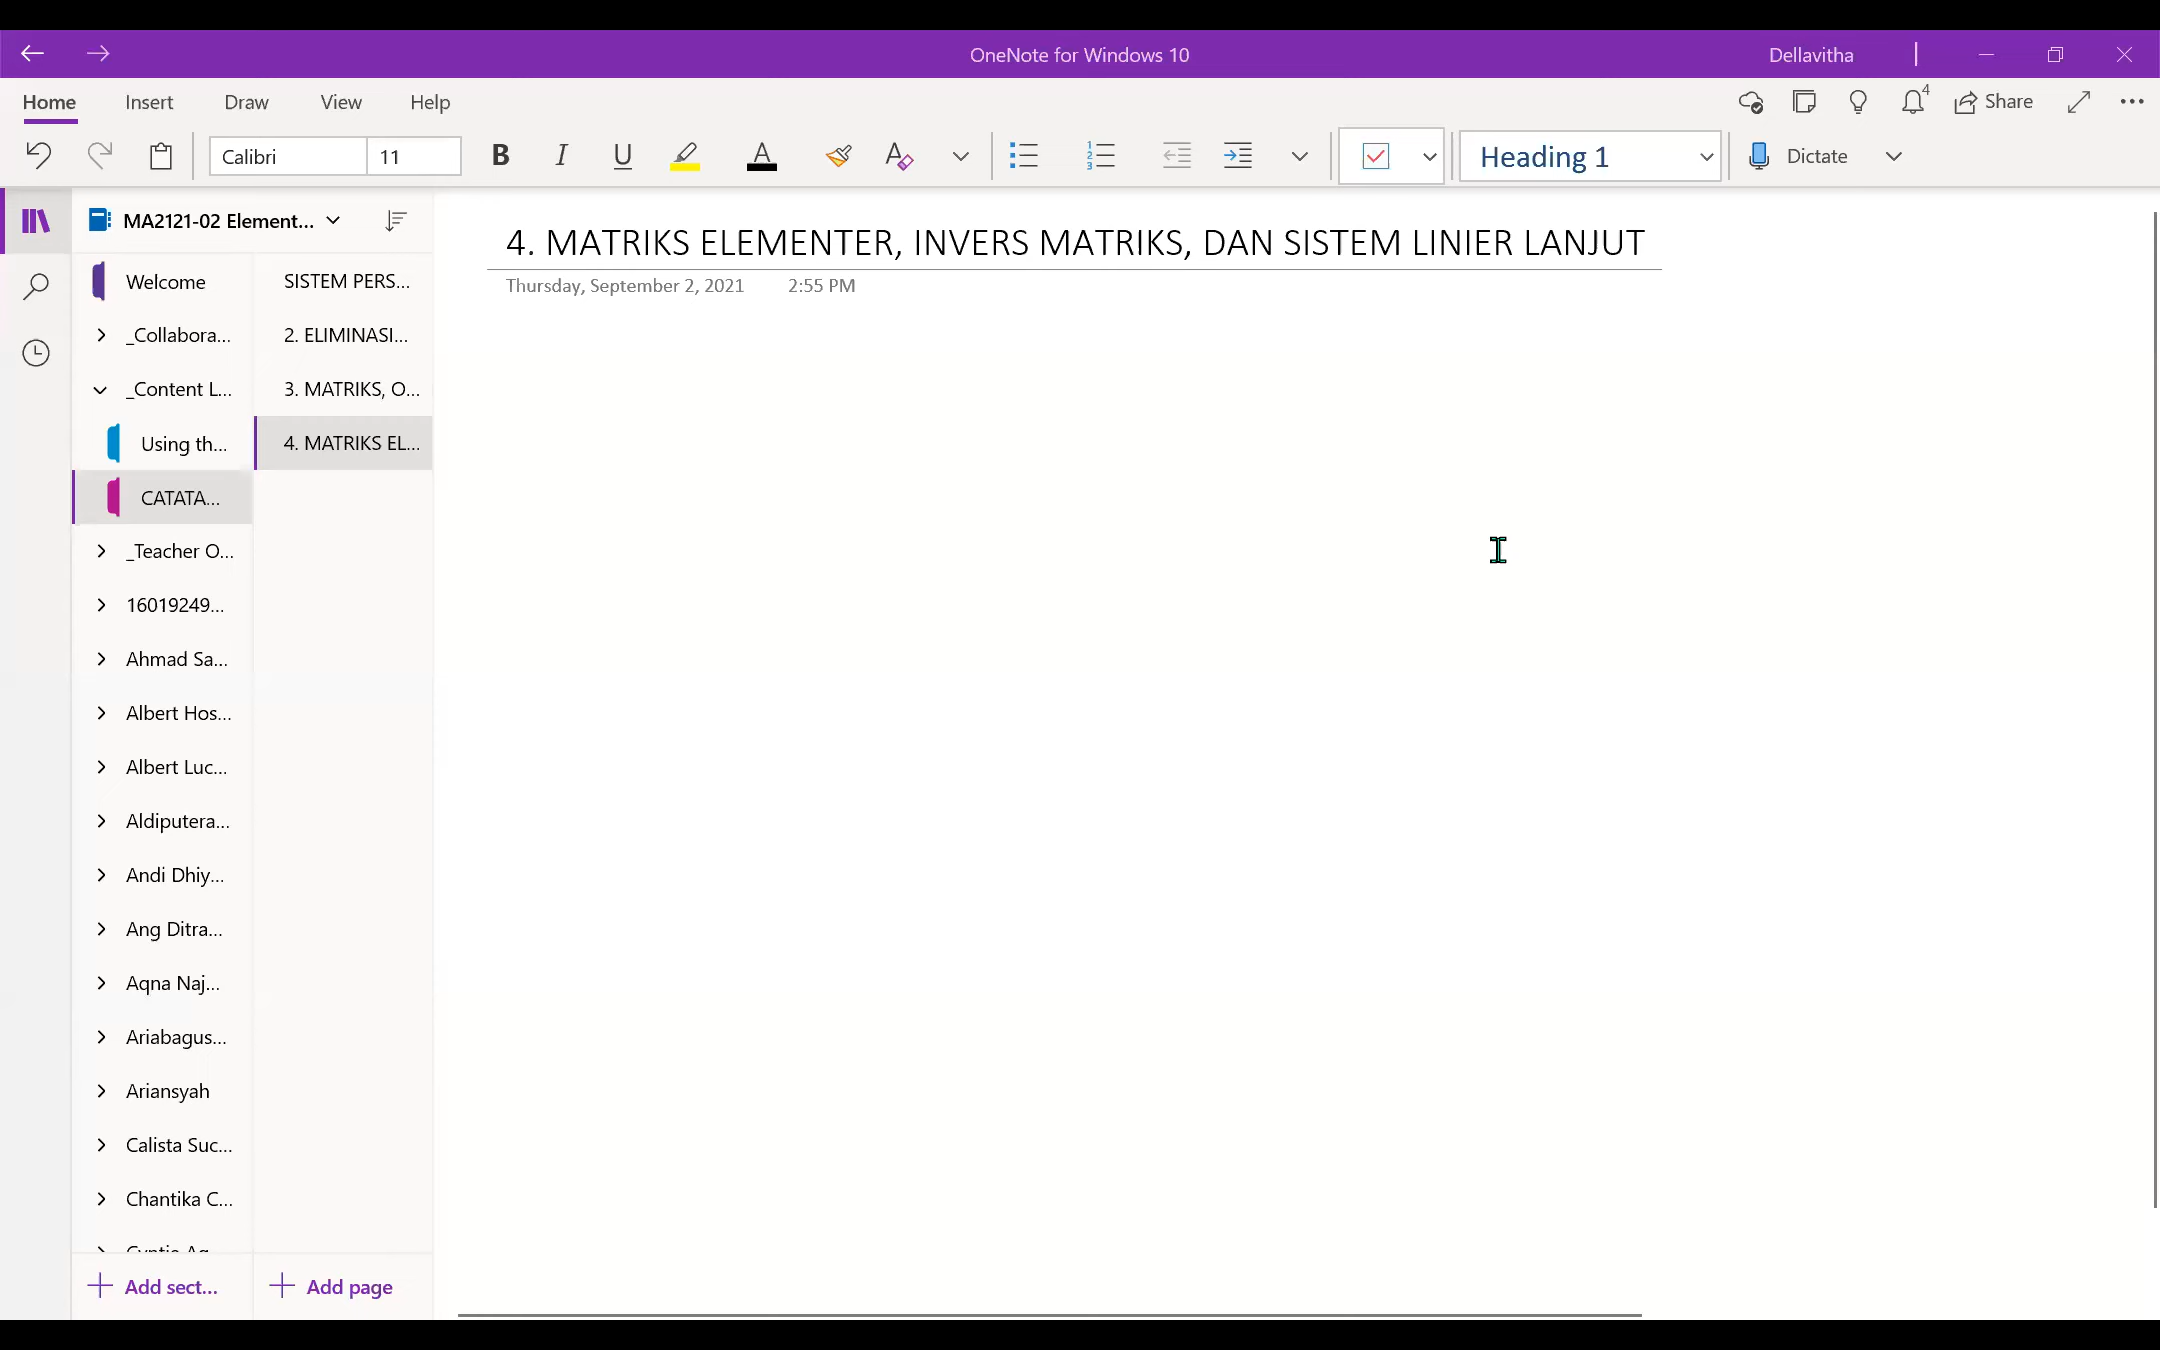 OneNote for Windows 10
Dellavitha
Home Insert Draw View Help
4
Share
Calibri 11 B I U A A Heading 1 Dictate
MA2121-02 Element...
Welcome
_Collabora...
_Content L...
Using th...
CATATA...
_Teacher O...
16019249...
Ahmad Sa...
Albert Hos...
Albert Luc...
Aldiputera...
Andi Dhiy...
Ang Ditra...
Aqna Naj...
Ariabagus...
Ariansyah
Calista Suc...
Chantika C...
Add sect...
SISTEM PERS...
2. ELIMINASI...
3. MATRIKS, O...
4. MATRIKS EL...
Add page
4. MATRIKS ELEMENTER, INVERS MATRIKS, DAN SISTEM LINIER LANJUT
Thursday, September 2, 2021 2:55 PM